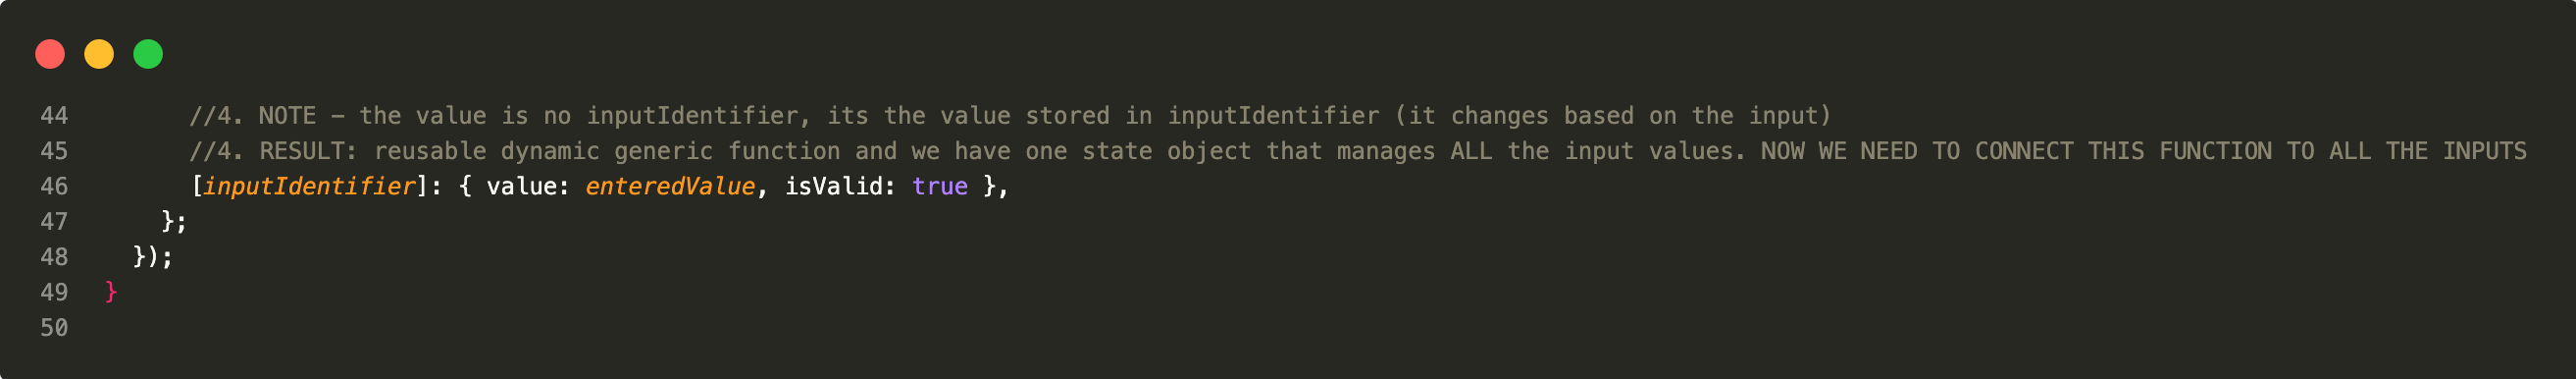 44 //4. NOTE - the value is no inputIdentifier, its the value stored in inputIdentifier (it changes based on the input)
45 //4. RESULT: reusable dynamic generic function and we have one state object that manages ALL the input values. NOW WE NEED TO CONNECT THIS FUNCTION TO ALL THE INPUTS
46 [inputIdentifier]: { value: enteredValue, isValid: true },
47 };
48 });
49 }
50